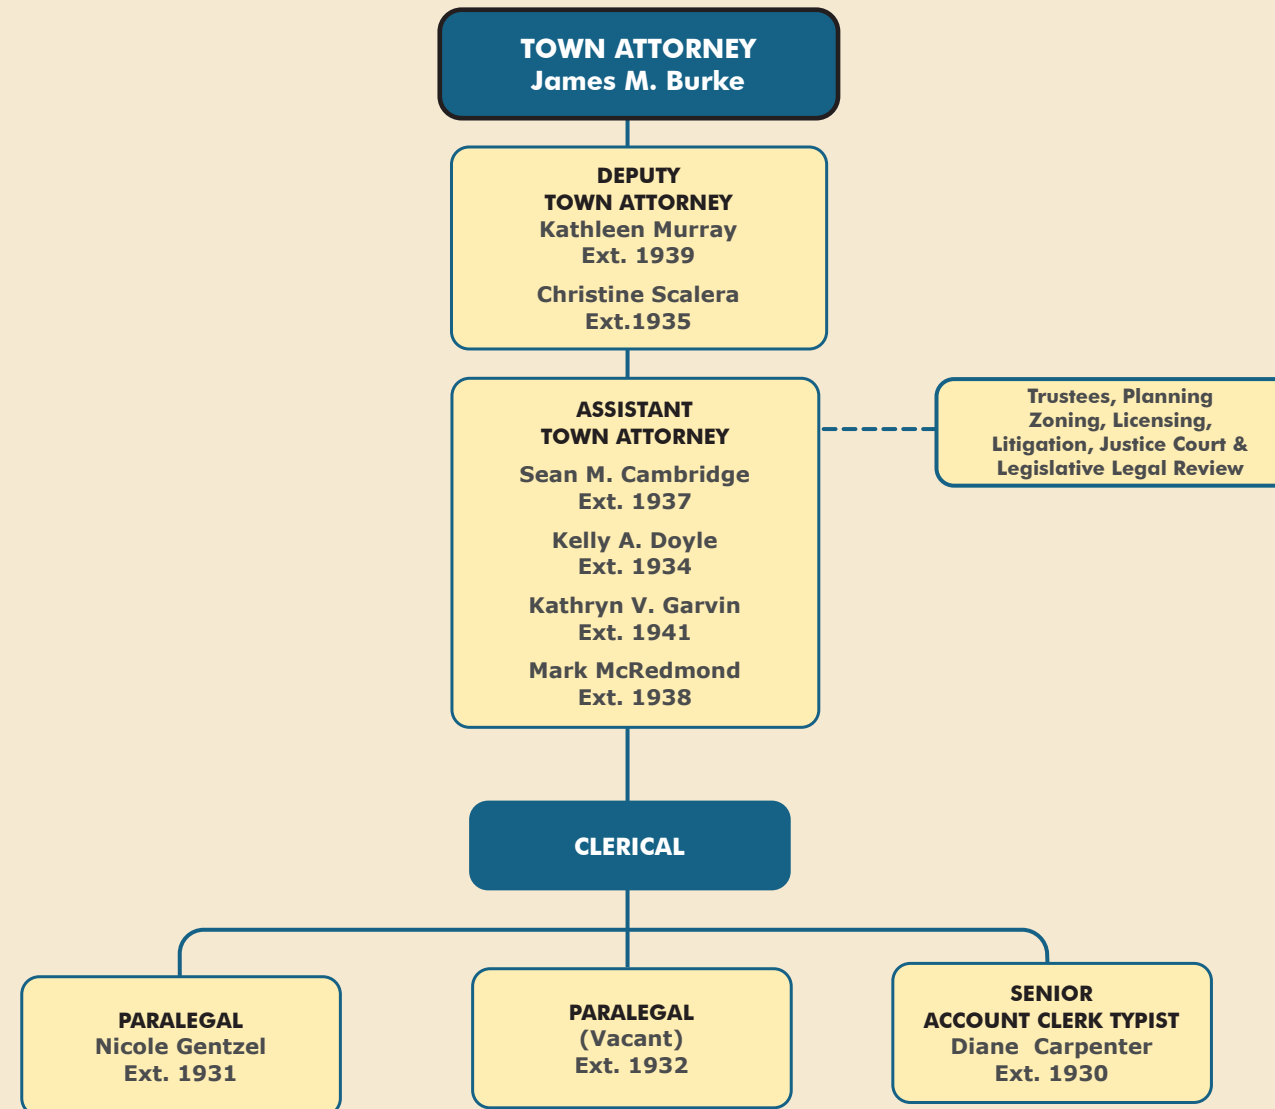 TOWN ATTORNEY
James M. Burke
DEPUTY
TOWN ATTORNEY
Kathleen Murray
Ext. 1939
Christine Scalera
Ext.1935
ASSISTANT
TOWN ATTORNEY
Sean M. Cambridge
Ext. 1937
Kelly A. Doyle
Ext. 1934
Kathryn V. Garvin
Ext. 1941
Mark McRedmond
Ext. 1938
Trustees, Planning
Zoning, Licensing,
Litigation, Justice Court &
Legislative Legal Review
CLERICAL
PARALEGAL
Nicole Gentzel
Ext. 1931
PARALEGAL
(Vacant)
Ext. 1932
SENIOR
ACCOUNT CLERK TYPIST
Diane  Carpenter
Ext. 1930